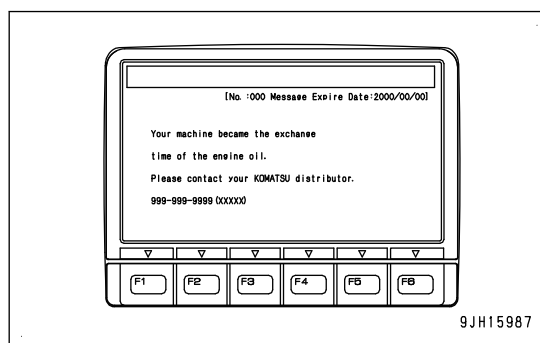 [No. :000 Message Expire Date:2000/00/00]
Your machine became the exchange
time of the engine oil.
Please contact your KOMATSU distributor.
999-999-9999 (XXXXX)
F1 F2 F3 F4 F5 F6
9JH15987